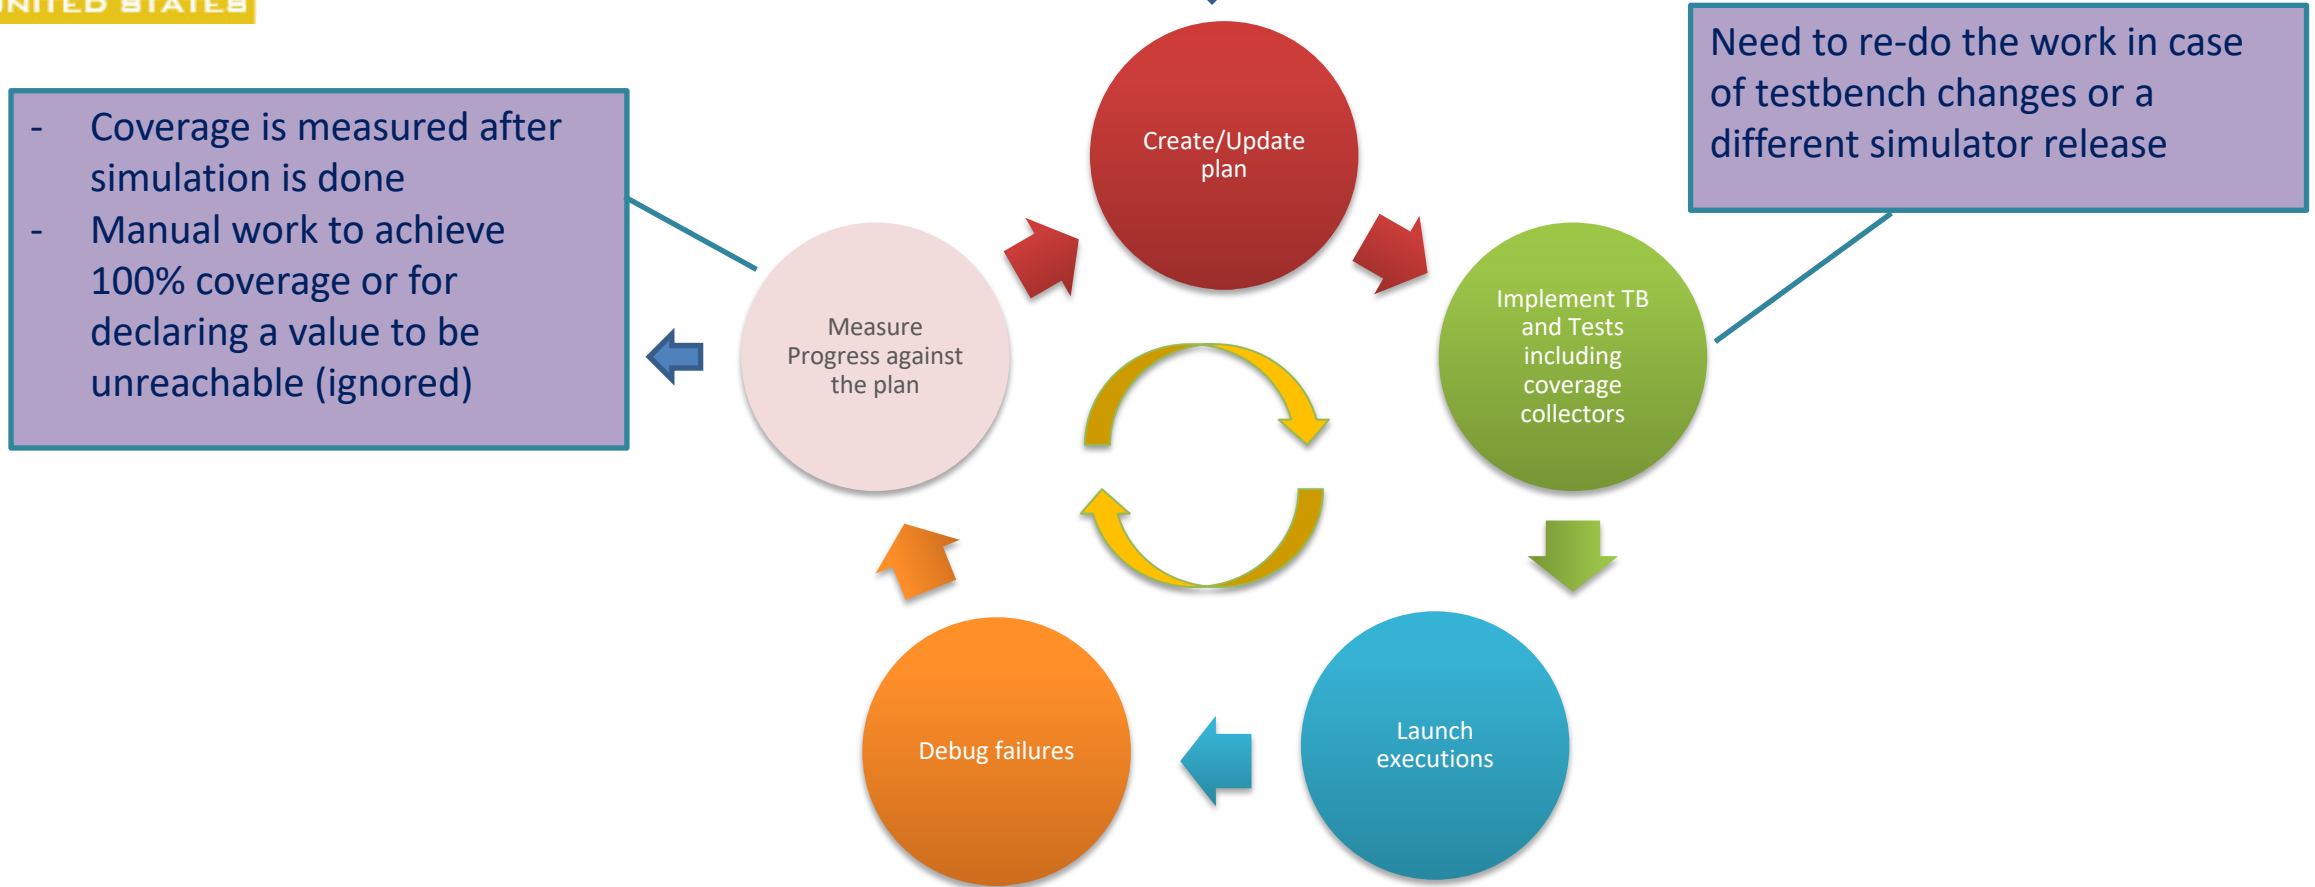 UNITED STATES
Need to re-do the work in case
of testbench changes or a
different simulator release
- Coverage is measured after
simulation is done
- Manual work to achieve
100% coverage or for
declaring a value to be
unreachable (ignored)
Create/Update
plan
Implement TB
and Tests
including
coverage
collectors
Measure
Progress against
the plan
Launch
executions
Debug failures